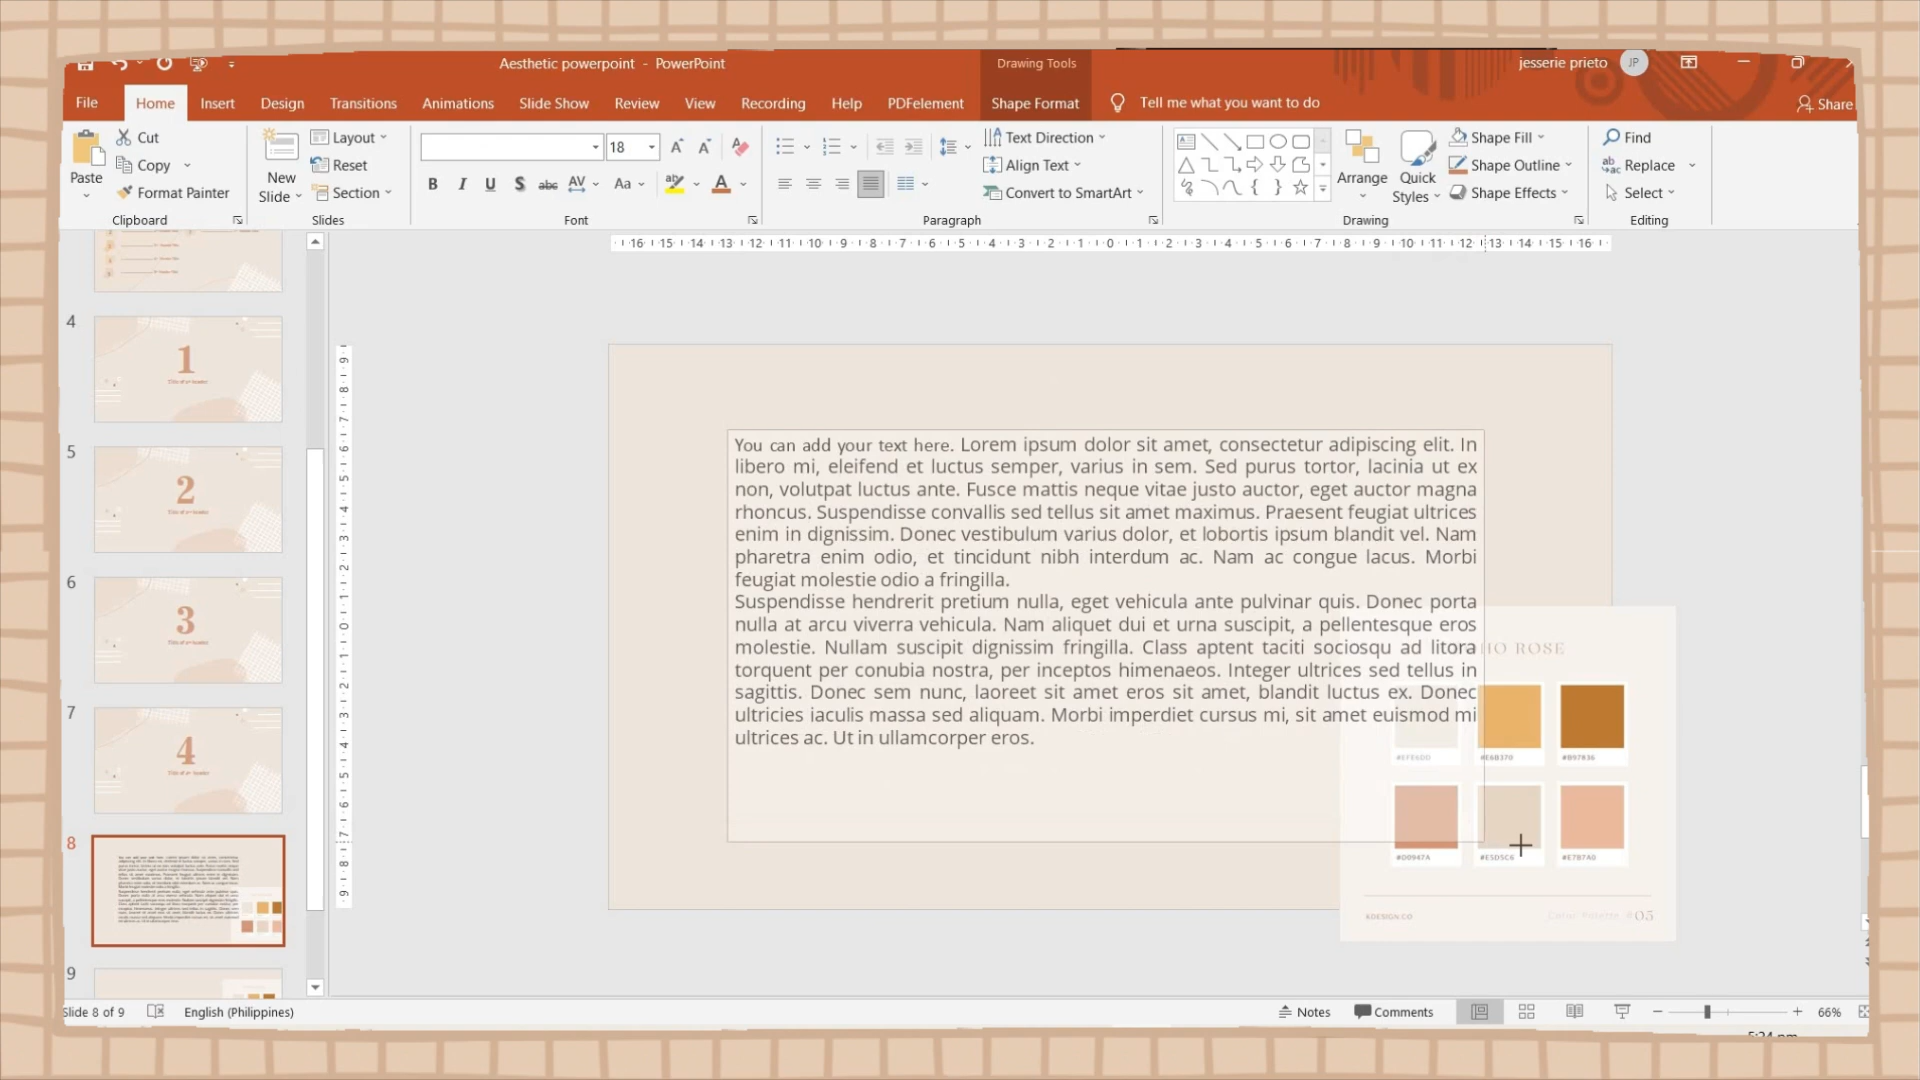 Aesthetic powerpoint - PowerPoint
Drawing Tools
jesserie prieto
JP
File
Home
Insert
Design
Transitions
Animations
Slide Show
Review
View
Recording
Help
PDFelement
Shape Format
Tell me what you want to do
Share
Paste
Cut
Copy
Format Painter
Clipboard
New Slide
Layout
Reset
Section
Slides
18
Font
Text Direction
Align Text
Convert to SmartArt
Paragraph
Arrange
Quick Styles
Shape Fill
Shape Outline
Shape Effects
Drawing
Find
Replace
Select
Editing
4
1
5
2
6
3
7
4
8
9
You can add your text here. Lorem ipsum dolor sit amet, consectetur adipiscing elit. In
libero mi, eleifend et luctus semper, varius in sem. Sed purus tortor, lacinia ut ex
non, volutpat luctus ante. Fusce mattis neque vitae justo auctor, eget auctor magna
rhoncus. Suspendisse convallis sed tellus sit amet maximus. Praesent feugiat ultrices
enim in dignissim. Donec vestibulum varius dolor, et lobortis ipsum blandit vel. Nam
pharetra enim odio, et tincidunt nibh interdum ac. Nam ac congue lacus. Morbi
feugiat molestie odio a fringilla.
Suspendisse hendrerit pretium nulla, eget vehicula ante pulvinar quis. Donec porta
nulla at arcu viverra vehicula. Nam aliquet dui et urna suscipit, a pellentesque eros
molestie. Nullam suscipit dignissim fringilla. Class aptent taciti sociosqu ad litora
torquent per conubia nostra, per inceptos himenaeos. Integer ultrices sed tellus in
sagittis. Donec sem nunc, laoreet sit amet eros sit amet, blandit luctus ex. Donec
ultricies iaculis massa sed aliquam. Morbi imperdiet cursus mi, sit amet euismod mi
ultrices ac. Ut in ullamcorper eros.
HO ROSE
#E6B370
#B97836
#D0947A
#E5D5C6
#E7B7A0
&DESIGN.CO
Color Palette #05
Slide 8 of 9
English (Philippines)
Notes
Comments
66%